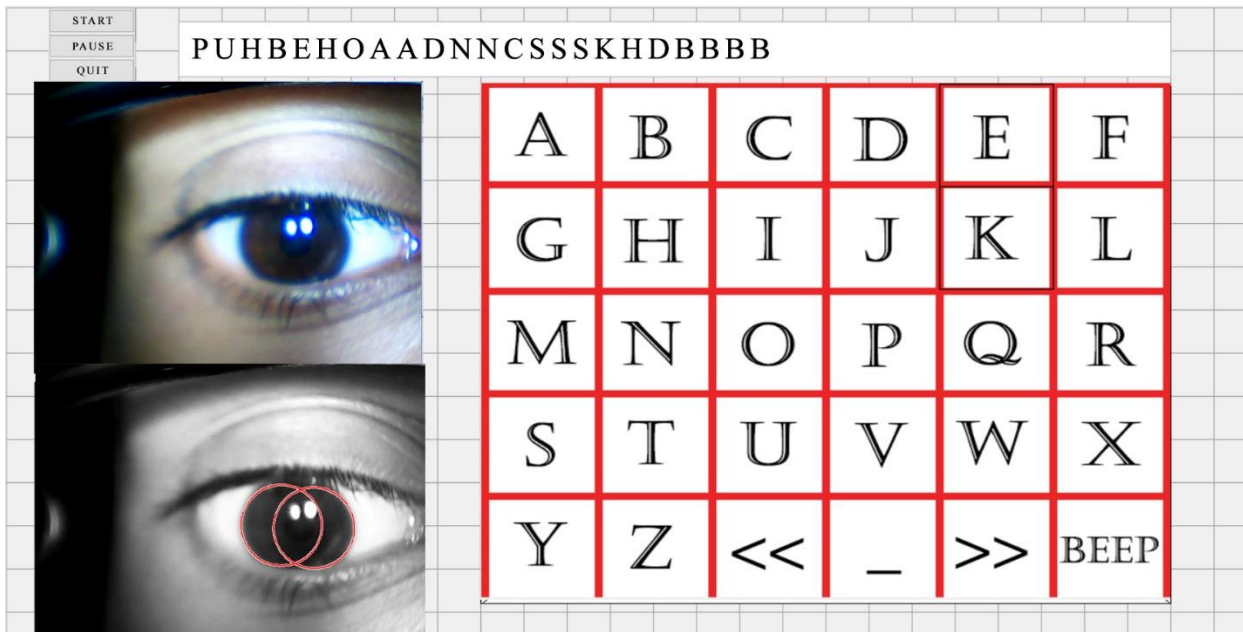 START
PAUSE
QUIT
PUHBEHOAADNNCSSSKHDBBBB
A B C D E F
G H I J K L
M N O P Q R
S T U V W X
Y Z << _ >> BEEP